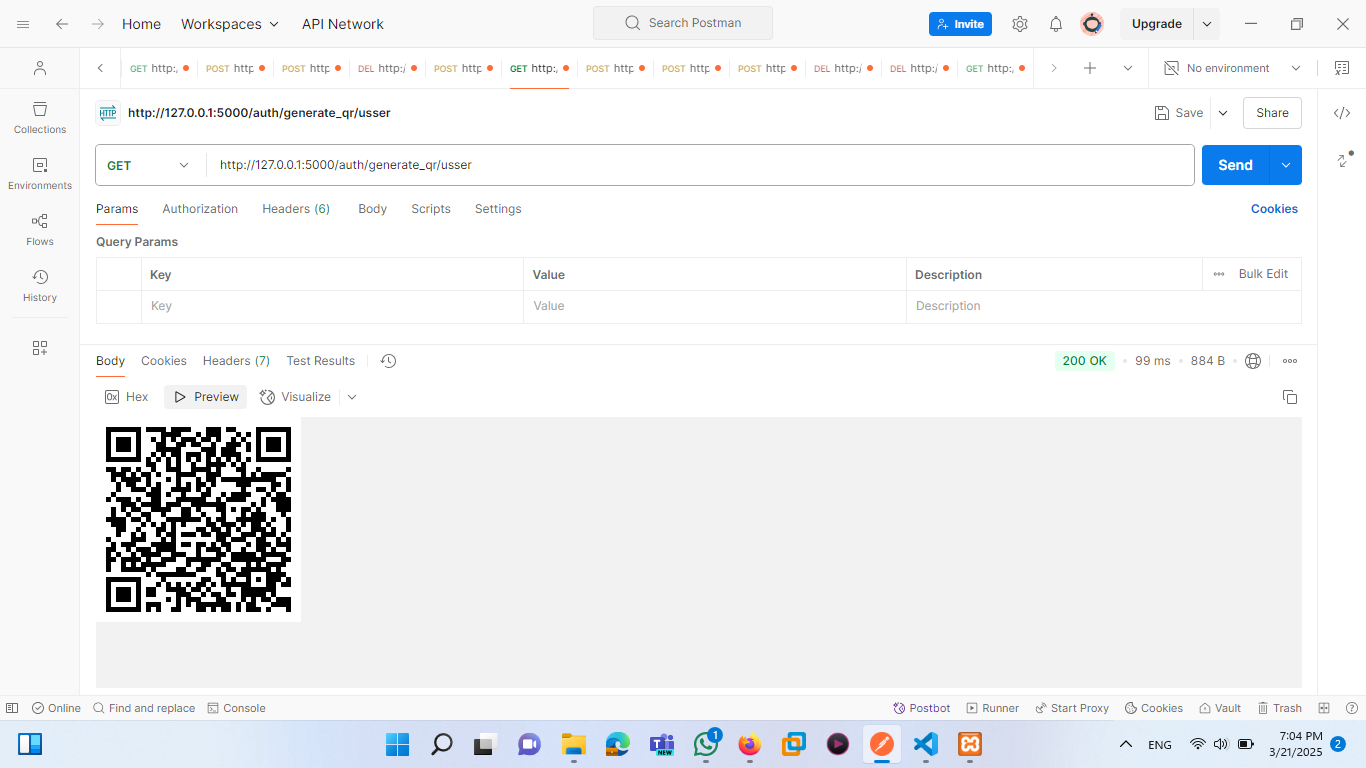 Home Workspaces API Network Search Postman Invite Upgrade
GET http:, POST http POST http DEL http:/ POST http GET http:, POST http POST http POST http DEL http:/ DEL http:/ GET http:, No environment
HTTP http://127.0.0.1:5000/auth/generate_qr/usser Save Share
GET http://127.0.0.1:5000/auth/generate_qr/usser Send
Params Authorization Headers (6) Body Scripts Settings Cookies
Query Params
Key Value Description Bulk Edit
Key Value Description
Collections
Environments
Flows
History
Body Cookies Headers (7) Test Results 200 OK 99 ms 884 B
0x Hex Preview Visualize
Online Find and replace Console Postbot Runner Start Proxy Cookies Vault Trash
NEW 1 ENG 7:04 PM 2
3/21/2025